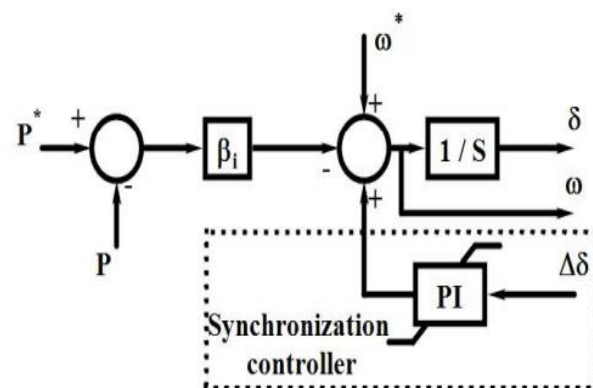 ω*
+
P*
+
-
βi
-
+
1 / S
δ
ω
P
PI
Δδ
Synchronization
controller